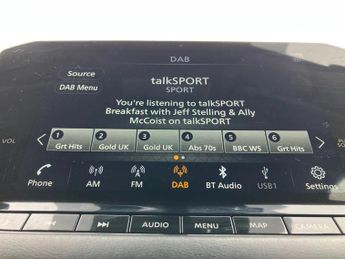 DAB
Source
talkSPORT
SPORT
DAB Menu
You're listening to talkSPORT
Breakfast with Jeff Stelling & Ally
McCoist on talkSPORT
VOL
1 2 3 4 5 6
Grt Hits Gold UK Gold UK Abs 70s BBC WS Grt Hits
Phone AM FM DAB BT Audio USB1 Settings
AUDIO MENU MAP CAMERA